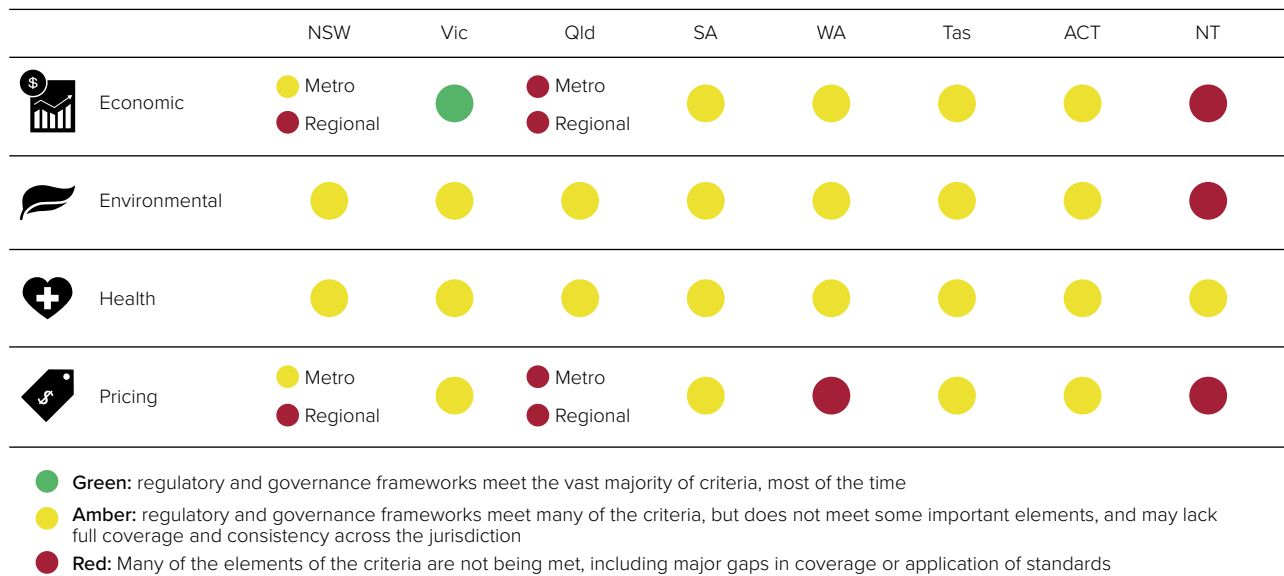 NSW Vic Qld SA WA Tas ACT NT
$
Economic
Metro Metro
Regional Regional
Environmental
Health
$
Pricing
Metro Metro
Regional Regional
Green: regulatory and governance frameworks meet the vast majority of criteria, most of the time
Amber: regulatory and governance frameworks meet many of the criteria, but does not meet some important elements, and may lack
full coverage and consistency across the jurisdiction
Red: Many of the elements of the criteria are not being met, including major gaps in coverage or application of standards